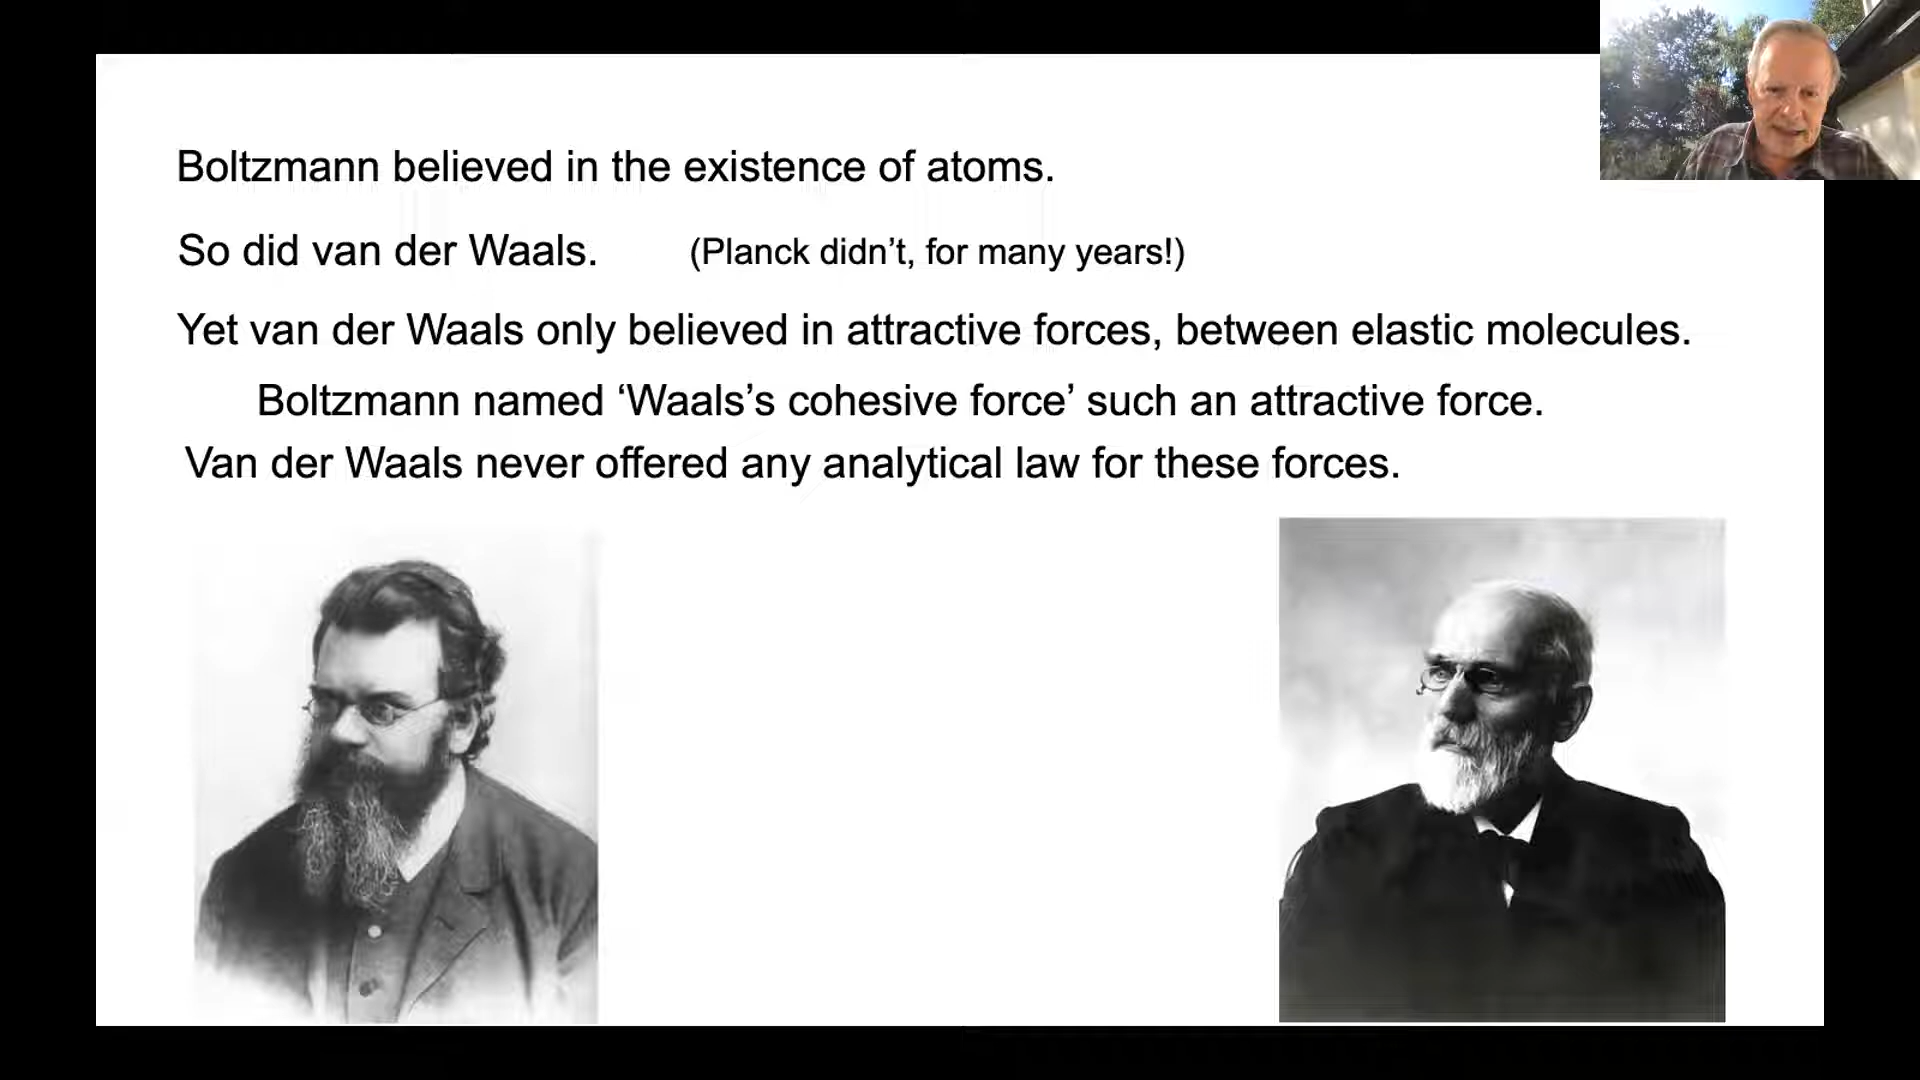 Boltzmann believed in the existence of atoms.
So did van der Waals. (Planck didn’t, for many years!)
Yet van der Waals only believed in attractive forces, between elastic molecules.
Boltzmann named ‘Waals’s cohesive force’ such an attractive force.
Van der Waals never offered any analytical law for these forces.